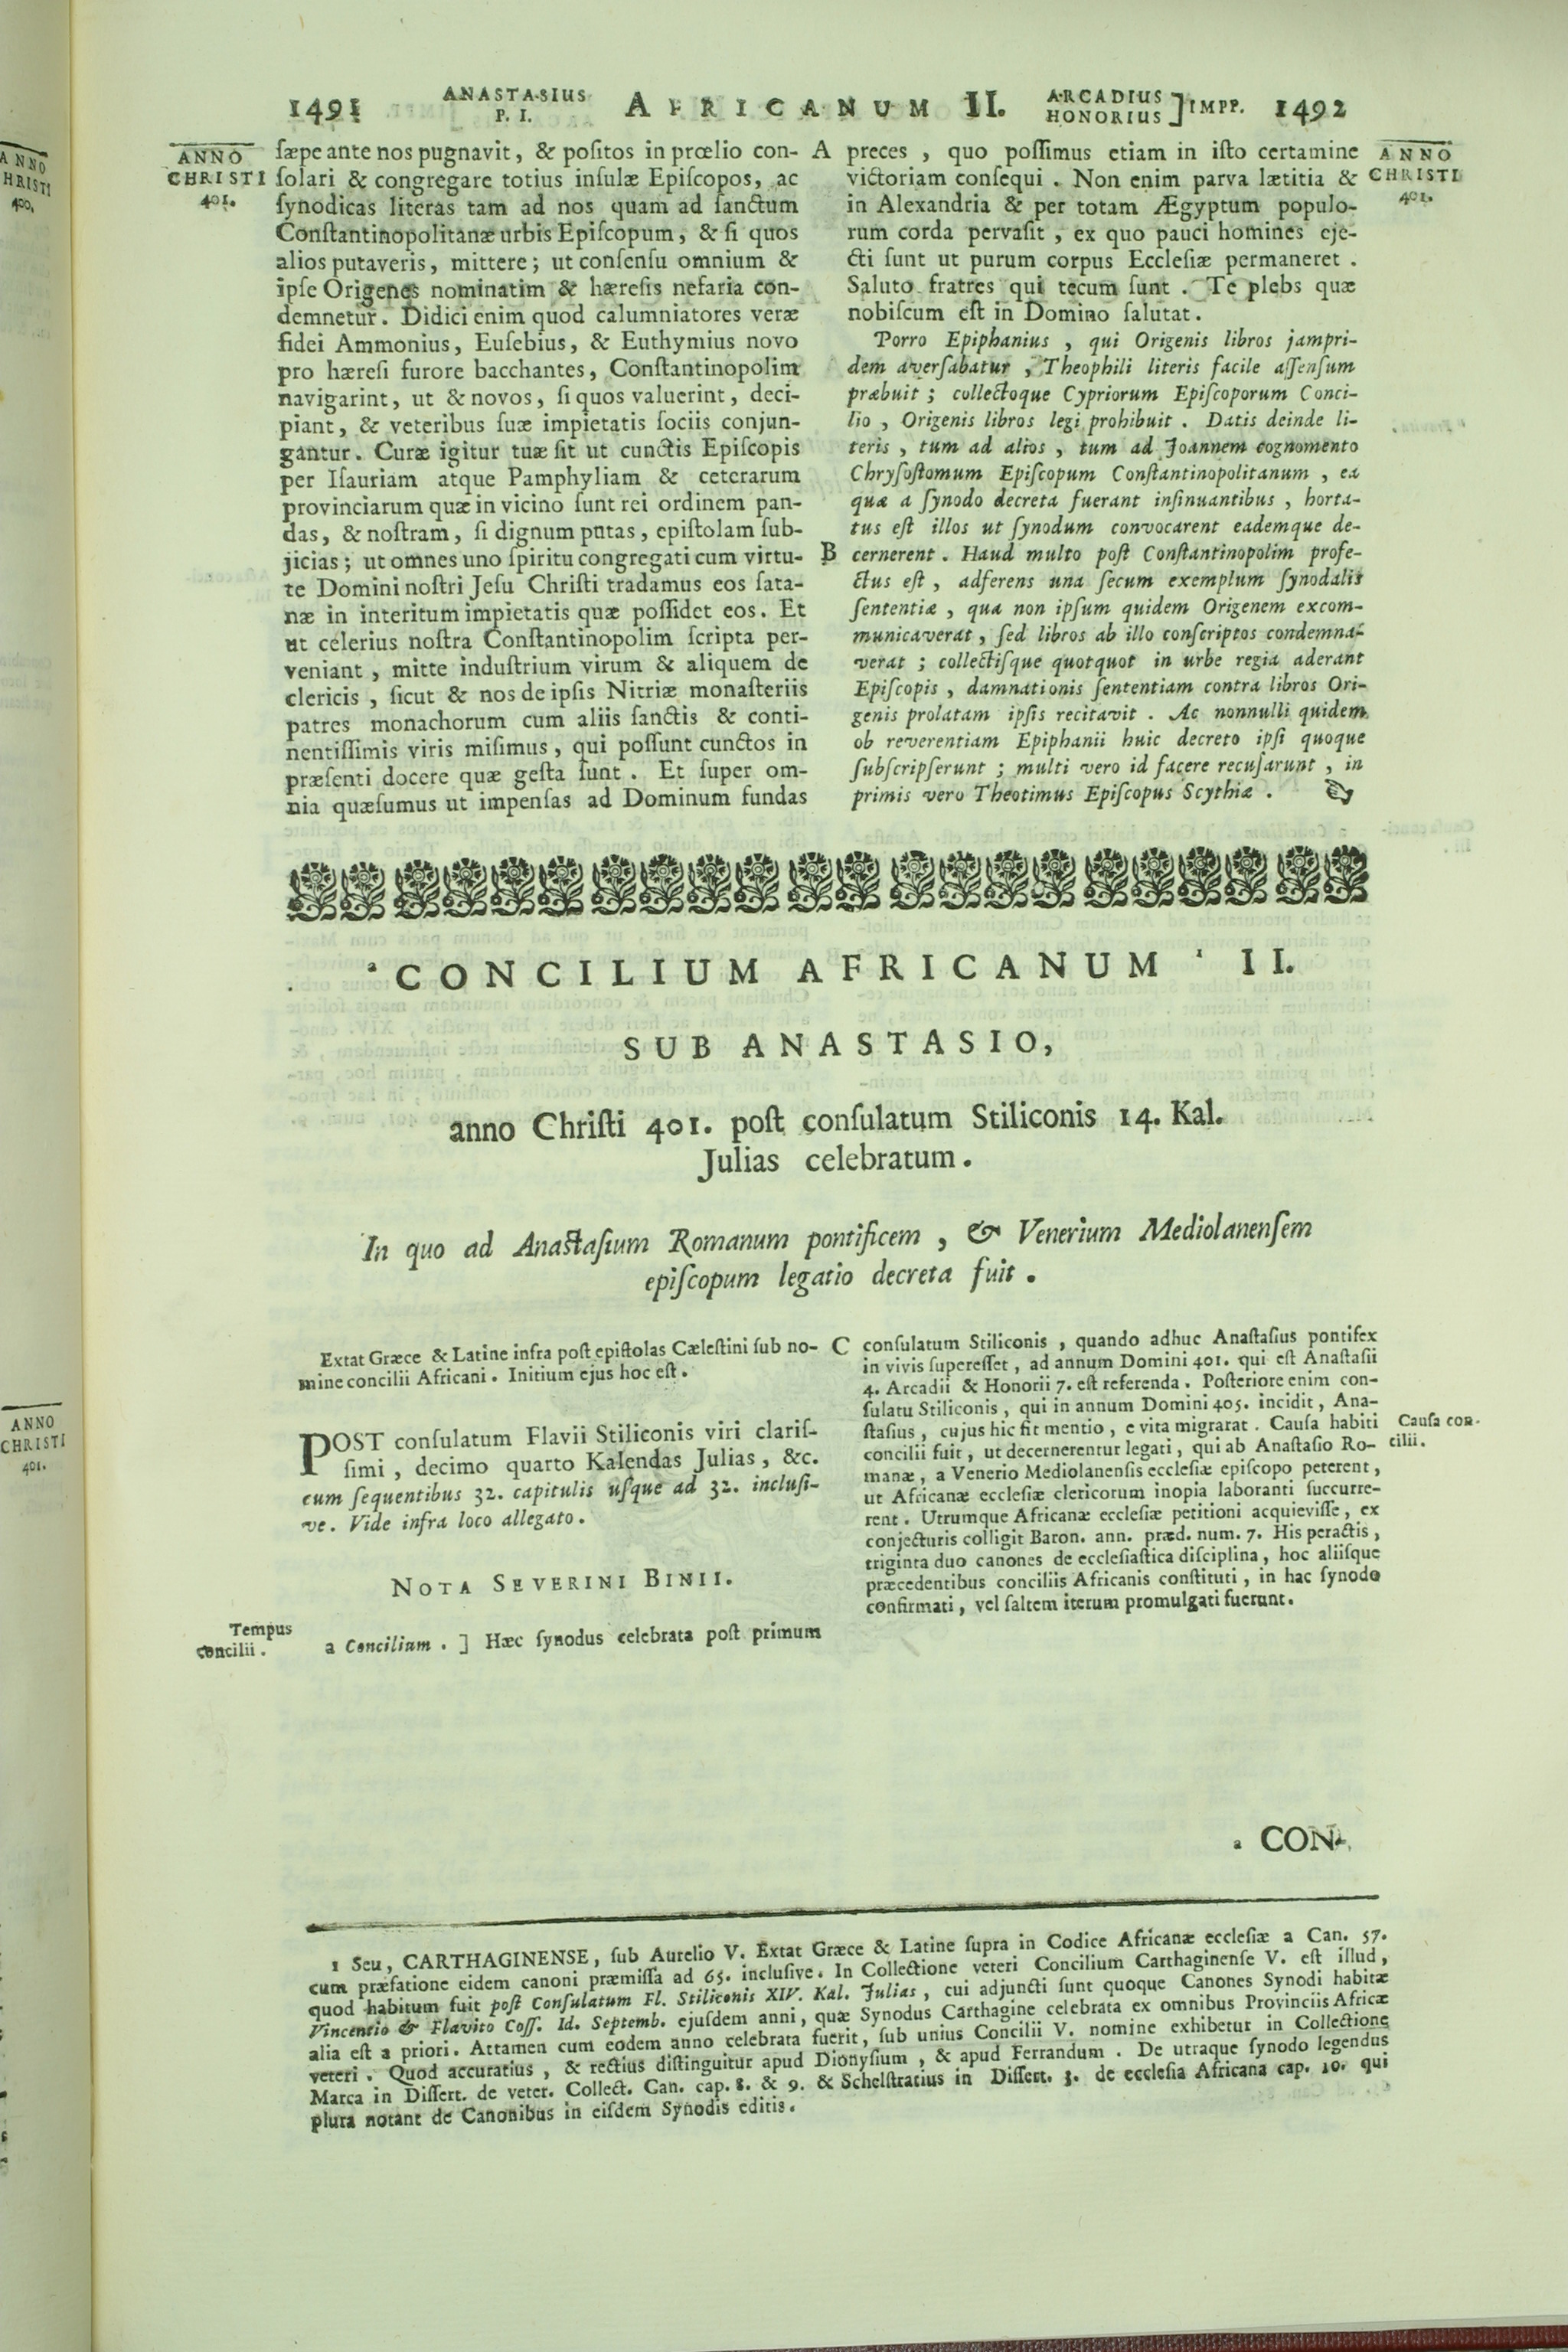 1491
ANASTASIUS
P. I.
AFRICANUM II.
ARCADIUS
HONORIUS ] IMPP.
1492
ANNO
CHRISTI
401.
sæpe ante nos pugnavit, & positos in prœlio con-
solari & congregare totius insulæ Episcopos, ac
synodicas literas tam ad nos quam ad sanctum
Constantinopolitanæ urbis Episcopum, & si quos
alios putaveris, mittere; ut consensu omnium &
ipse Origenes nominatim & hæresis nefaria con-
demnetur. Didici enim quod calumniatores veræ
fidei Ammonius, Eusebius, & Euthymius novo
pro hæresi furore bacchantes, Constantinopolim
navigarint, ut & novos, si quos valuerint, deci-
piant, & veteribus suæ impietatis sociis conjun-
gantur. Curæ igitur tuæ sit ut cunctis Episcopis
per Isauriam atque Pamphyliam & ceterarum
provinciarum quæ in vicino sunt rei ordinem pan-
das, & nostram, si dignum putas, epistolam sub-
jicias; ut omnes uno spiritu congregati cum virtu-
te Domini nostri Jesu Christi tradamus eos sata-
næ in interitum impietatis quæ possidet eos. Et
ut celerius nostra Constantinopolim scripta per-
veniant, mitte industrium virum & aliquem de
clericis, sicut & nos de ipsis Nitriæ monasteriis
patres monachorum cum aliis sanctis & conti-
nentissimis viris misimus, qui possunt cunctos in
præsenti docere quæ gesta sunt. Et super om-
nia quæsumus ut impensas ad Dominum fundas
A
B
preces, quo possimus etiam in isto certamine
victoriam consequi. Non enim parva lætitia &
in Alexandria & per totam Ægyptum populo-
rum corda pervasit, ex quo pauci homines eje-
cti sunt ut purum corpus Ecclesiæ permaneret.
Saluto fratres qui tecum sunt. Te plebs quæ
nobiscum est in Domino salutat.
Porro Epiphanius, qui Origenis libros jampri-
dem aversabatur, Theophili literis facile assensum
præbuit; collectoque Cypriorum Episcoporum Conci-
lio, Origenis libros legi prohibuit. Datis deinde li-
teris, tum ad alios, tum ad Joannem cognomento
Chrysostomum Episcopum Constantinopolitanum, ea
quæ a synodo decreta fuerant insinuantibus, horta-
tus est illos ut synodum convocarent eademque de-
cernerent. Haud multo post Constantinopolim profe-
ctus est, adferens una secum exemplum synodalis
sententiæ, qua non ipsum quidem Origenem excom-
municaverat, sed libros ab illo conscriptos condemna-
verat; collectisque quotquot in urbe regia aderant
Episcopis, damnationis sententiam contra libros Ori-
genis prolatam ipsis recitavit. Ac nonnulli quidem
ob reverentiam Epiphanii huic decreto ipsi quoque
subscripserunt; multi vero id facere recusarunt, in
primis vero Theotimus Episcopus Scythiæ.
ANNO
CHRISTI
401.
ANNO
HRISTI
400.
a CONCILIUM AFRICANUM 1 II.
SUB ANASTASIO,
anno Christi 401. post consulatum Stiliconis 14. Kal.
Julias celebratum.
In quo ad Anastasium Romanum pontificem, & Venerium Mediolanensem
episcopum legatio decreta fuit.
Extat Græce & Latine infra post epistolas Cælestini sub no-
mine concilii Africani. Initium ejus hoc est.
ANNO
CHRISTI
401.
POST consulatum Flavii Stiliconis viri claris-
simi, decimo quarto Kalendas Julias, &c.
cum sequentibus 32. capitulis usque ad 32. inclusi-
ve. Vide infra loco allegato.
NOTA SEVERINI BINII.
Tempus
concilii.
a Concilium. ] Hæc synodus celebrata post primum
C
consulatum Stiliconis, quando adhuc Anastasius pontifex
in vivis superesset, ad annum Domini 401. qui est Anastasii
4. Arcadii & Honorii 7. est referenda. Posteriore enim con-
sulatu Stiliconis, qui in annum Domini 405. incidit, Ana-
stasius, cujus hic fit mentio, e vita migrarat. Causa habiti
concilii fuit, ut decernerentur legati, qui ab Anastasio Ro-
manæ, a Venerio Mediolanensis ecclesiæ episcopo peterent,
ut Africanæ ecclesiæ clericorum inopia laboranti succurre-
rent. Utrumque Africanæ ecclesiæ petitioni acquievisse, ex
conjecturis colligit Baron. ann. præd. num. 7. His peractis,
triginta duo canones de ecclesiastica disciplina, hoc aliisque
præcedentibus conciliis Africanis constituti, in hac synodo
confirmati, vel saltem iterum promulgati fuerunt.
Causa con-
cilii.
a CON-
1 Seu, CARTHAGINENSE, sub Aurelio V. Extat Græce & Latine supra in Codice Africanæ ecclesiæ a Can. 57.
cum præfatione eidem canoni præmissa ad 65. inclusive. In Collectione veteri Concilium Carthaginense V. est illud,
quod habitum fuit post Consulatum Fl. Stiliconis XIV. Kal. Julias, cui adjuncti sunt quoque Canones Synodi habitæ
Vincentio & Flavito Coss. Id. Septemb. ejusdem anni, quæ Synodus Carthagine celebrata ex omnibus Provinciis Africæ
alia est a priori. Attamen cum eodem anno celebrata fuerit, sub unius Concilii V. nomine exhibetur in Collectione
veteri. Quod accuratius, & rectius distinguitur apud Dionysium, & apud Ferrandum. De utraque synodo legendus
Marca in Dissert. de veter. Collect. Can. cap. 8. & 9. & Schelstratius in Dissert. 3. de ecclesia Africana cap. 10. qui
plura notant de Canonibus in eisdem Synodis editis.